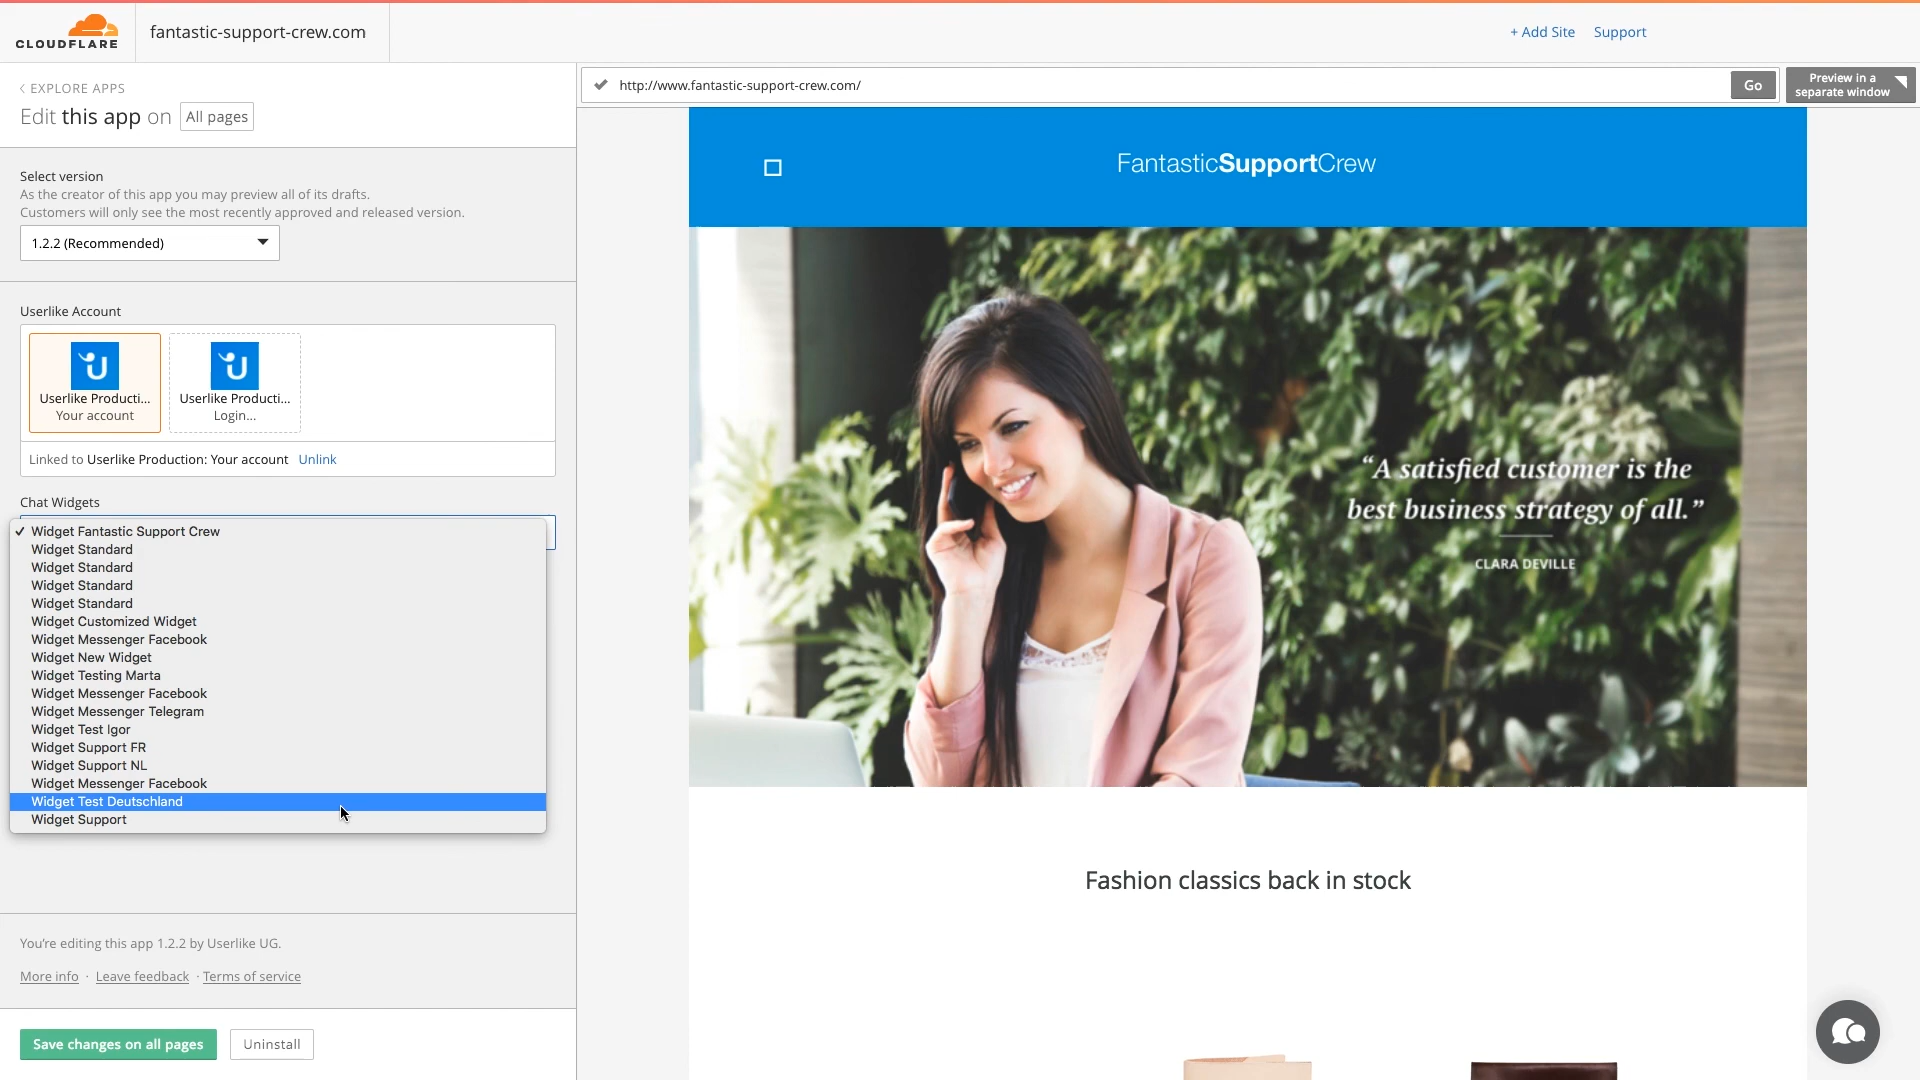 CLOUDFLARE
fantastic-support-crew.com
+ Add Site
Support
EXPLORE APPS
Edit this app on All pages
http://www.fantastic-support-crew.com/
Go
Preview in a
separate window
Select version
As the creator of this app you may preview all of its drafts.
Customers will only see the most recently approved and released version.
1.2.2 (Recommended)
Userlike Account
Userlike Producti...
Your account
Userlike Producti...
Login...
Linked to Userlike Production: Your account Unlink
Chat Widgets
Widget Fantastic Support Crew
Widget Standard
Widget Standard
Widget Standard
Widget Standard
Widget Customized Widget
Widget Messenger Facebook
Widget New Widget
Widget Testing Marta
Widget Messenger Facebook
Widget Messenger Telegram
Widget Test Igor
Widget Support FR
Widget Support NL
Widget Messenger Facebook
Widget Test Deutschland
Widget Support
You're editing this app 1.2.2 by Userlike UG.
More info · Leave feedback · Terms of service
Save changes on all pages
Uninstall
FantasticSupportCrew
“A satisfied customer is the
best business strategy of all.”
CLARA DEVILLE
Fashion classics back in stock